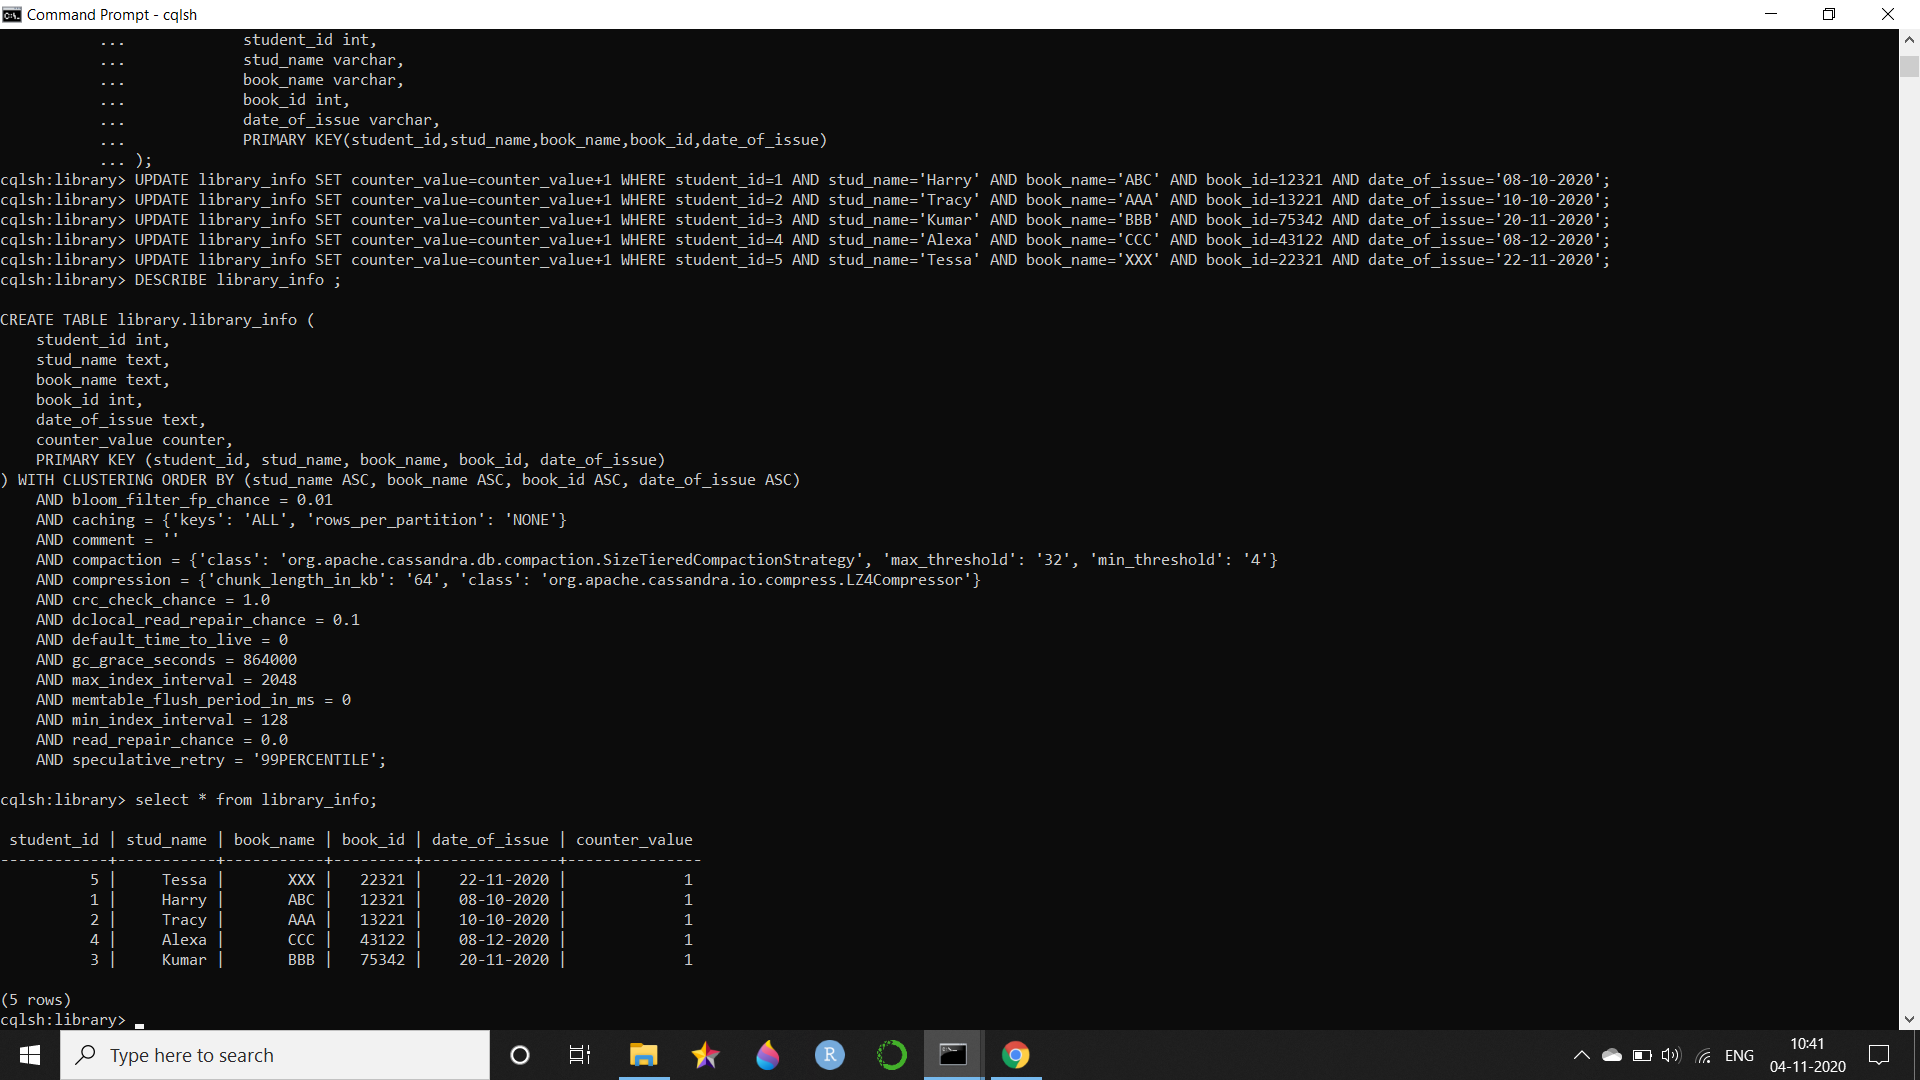 Command Prompt - cqlsh
... student_id int,
... stud_name varchar,
... book_name varchar,
... book_id int,
... date_of_issue varchar,
... PRIMARY KEY(student_id,stud_name,book_name,book_id,date_of_issue)
... );
cqlsh:library> UPDATE library_info SET counter_value=counter_value+1 WHERE student_id=1 AND stud_name='Harry' AND book_name='ABC' AND book_id=12321 AND date_of_issue='08-10-2020';
cqlsh:library> UPDATE library_info SET counter_value=counter_value+1 WHERE student_id=2 AND stud_name='Tracy' AND book_name='AAA' AND book_id=13221 AND date_of_issue='10-10-2020';
cqlsh:library> UPDATE library_info SET counter_value=counter_value+1 WHERE student_id=3 AND stud_name='Kumar' AND book_name='BBB' AND book_id=75342 AND date_of_issue='20-11-2020';
cqlsh:library> UPDATE library_info SET counter_value=counter_value+1 WHERE student_id=4 AND stud_name='Alexa' AND book_name='CCC' AND book_id=43122 AND date_of_issue='08-12-2020';
cqlsh:library> UPDATE library_info SET counter_value=counter_value+1 WHERE student_id=5 AND stud_name='Tessa' AND book_name='XXX' AND book_id=22321 AND date_of_issue='22-11-2020';
cqlsh:library> DESCRIBE library_info ;
CREATE TABLE library.library_info (
student_id int,
stud_name text,
book_name text,
book_id int,
date_of_issue text,
counter_value counter,
PRIMARY KEY (student_id, stud_name, book_name, book_id, date_of_issue)
) WITH CLUSTERING ORDER BY (stud_name ASC, book_name ASC, book_id ASC, date_of_issue ASC)
AND bloom_filter_fp_chance = 0.01
AND caching = {'keys': 'ALL', 'rows_per_partition': 'NONE'}
AND comment = ''
AND compaction = {'class': 'org.apache.cassandra.db.compaction.SizeTieredCompactionStrategy', 'max_threshold': '32', 'min_threshold': '4'}
AND compression = {'chunk_length_in_kb': '64', 'class': 'org.apache.cassandra.io.compress.LZ4Compressor'}
AND crc_check_chance = 1.0
AND dclocal_read_repair_chance = 0.1
AND default_time_to_live = 0
AND gc_grace_seconds = 864000
AND max_index_interval = 2048
AND memtable_flush_period_in_ms = 0
AND min_index_interval = 128
AND read_repair_chance = 0.0
AND speculative_retry = '99PERCENTILE';
cqlsh:library> select * from library_info;
student_id | stud_name | book_name | book_id | date_of_issue | counter_value
------------+-----------+-----------+---------+---------------+---------------
5 | Tessa | XXX | 22321 | 22-11-2020 | 1
1 | Harry | ABC | 12321 | 08-10-2020 | 1
2 | Tracy | AAA | 13221 | 10-10-2020 | 1
4 | Alexa | CCC | 43122 | 08-12-2020 | 1
3 | Kumar | BBB | 75342 | 20-11-2020 | 1
(5 rows)
cqlsh:library>
Type here to search
R
ENG
10:41
04-11-2020